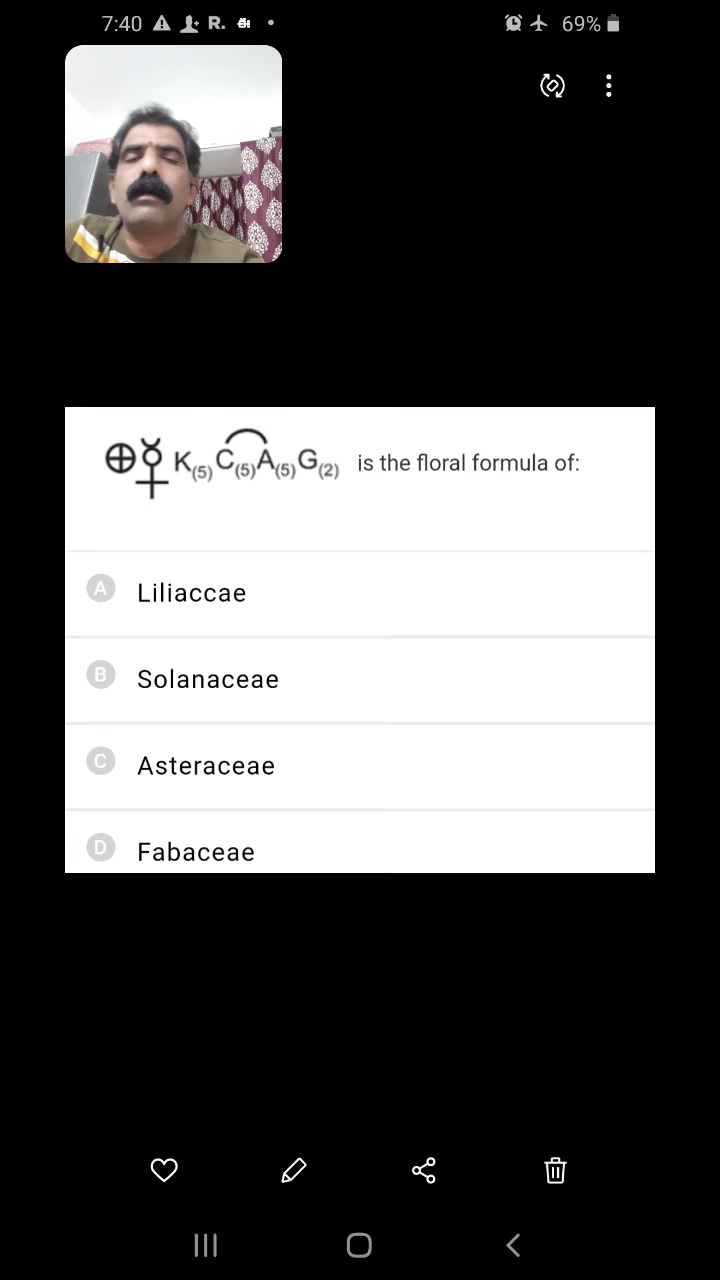 7:40 R. 69%
⊕⚥ K(5) C(5) A(5) G(2) is the floral formula of:
A Liliaccae
B Solanaceae
C Asteraceae
D Fabaceae